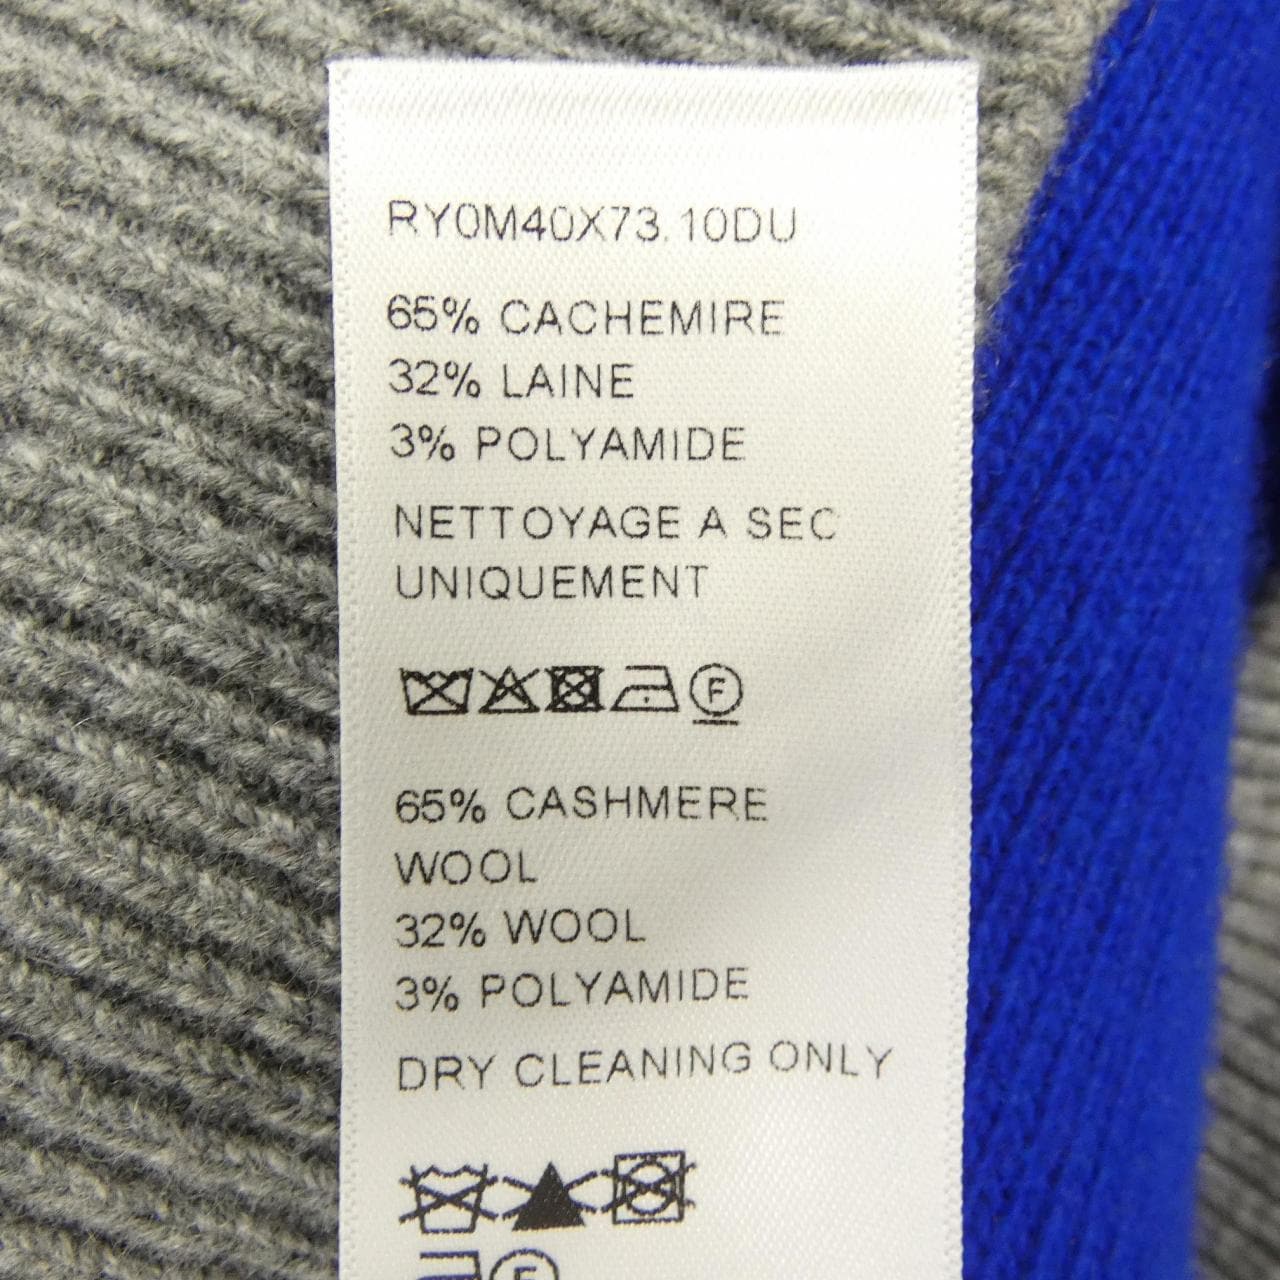 RY0M40X73.10DU
65% CACHEMIRE
32% LAINE
3% POLYAMIDE
NETTOYAGE A SEC
UNIQUEMENT
F
65% CASHMERE
WOOL
32% WOOL
3% POLYAMIDE
DRY CLEANING ONLY
F